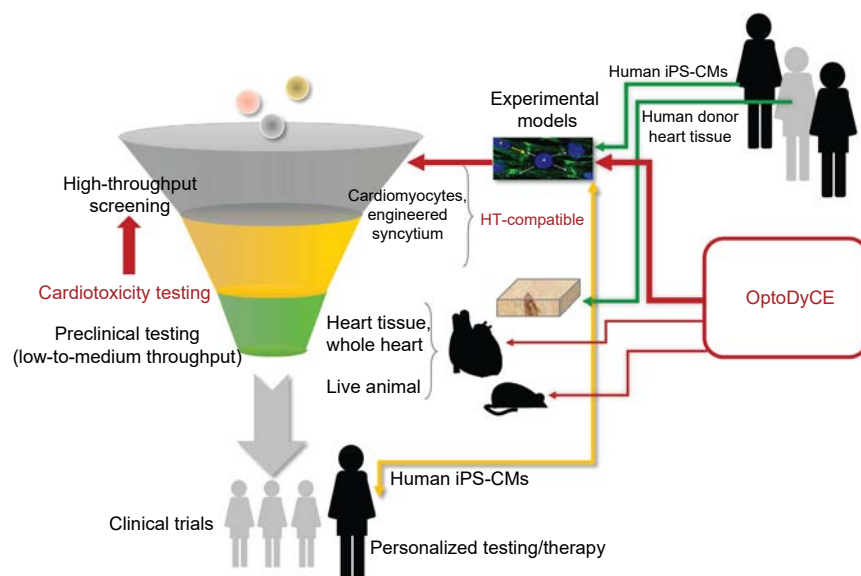 Human iPS-CMs
Experimental
models
Human donor
heart tissue
High-throughput
screening
Cardiomyocytes,
engineered
syncytium
HT-compatible
Cardiotoxicity testing
OptoDyCE
Preclinical testing
(low-to-medium throughput)
Heart tissue,
whole heart
Live animal
Human iPS-CMs
Clinical trials
Personalized testing/therapy